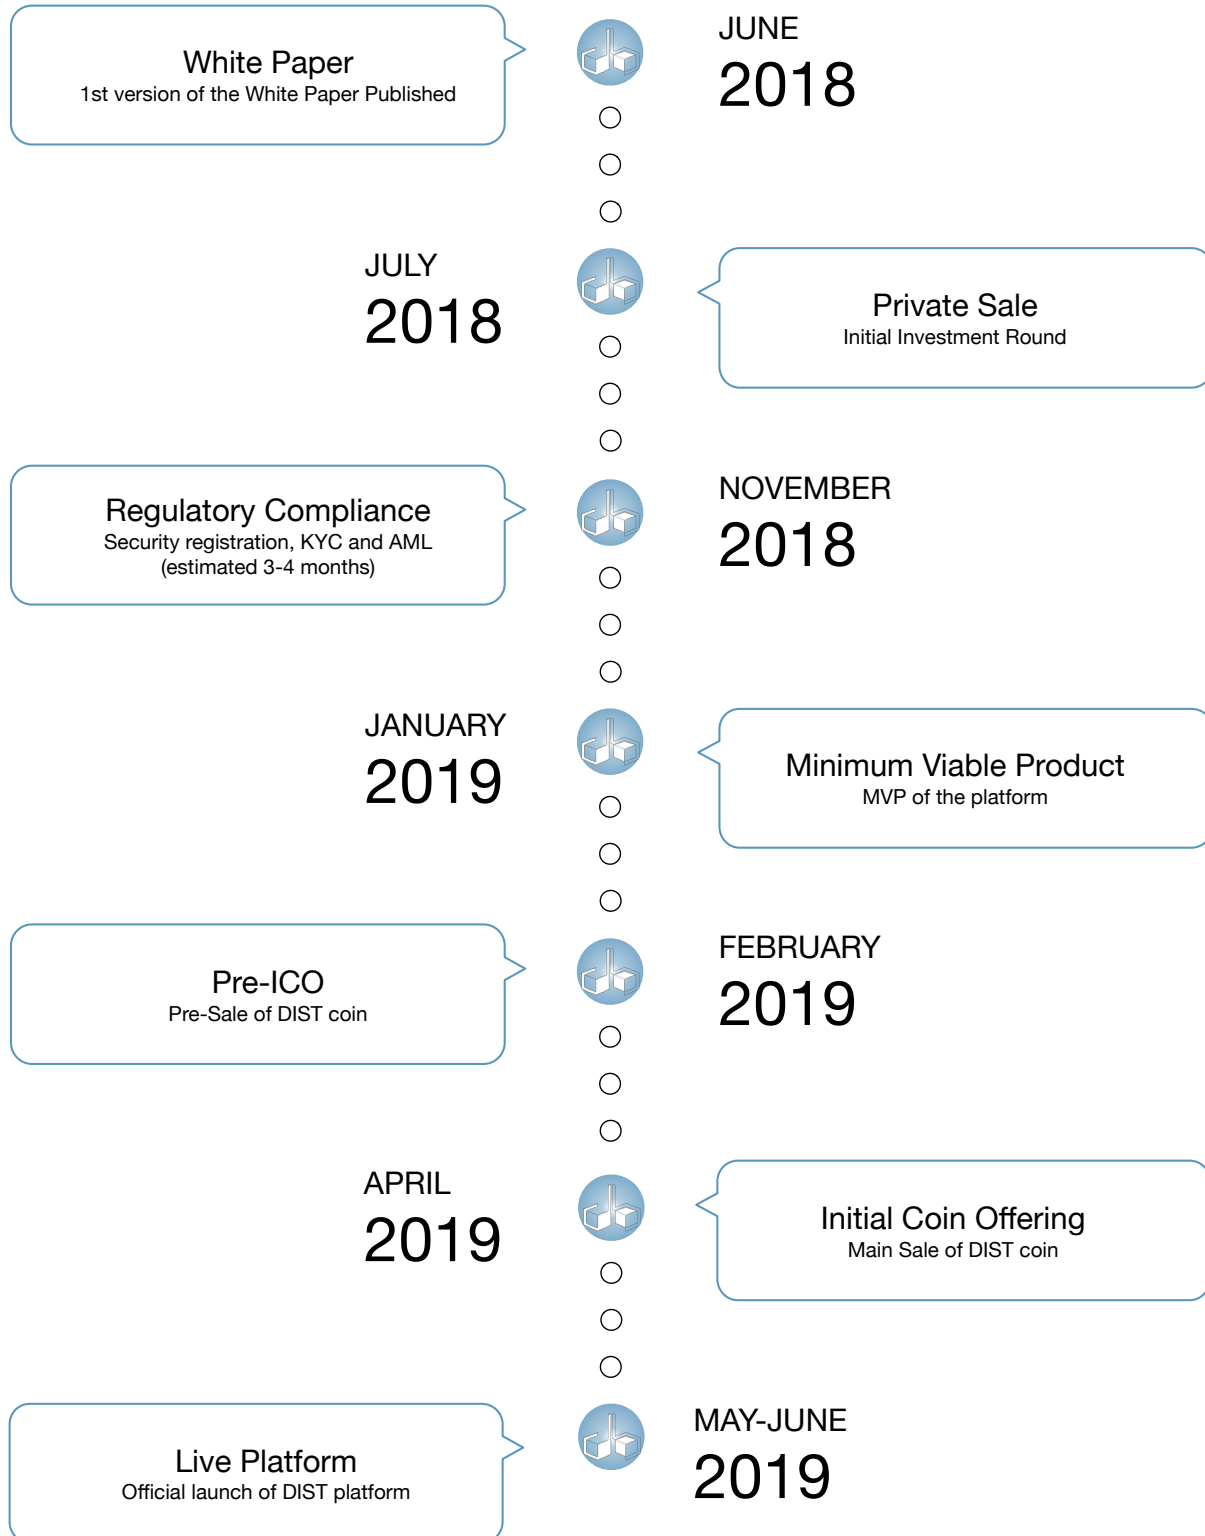 White Paper
1st version of the White Paper Published
JUNE
2018
JULY
2018
Private Sale
Initial Investment Round
Regulatory Compliance
Security registration, KYC and AML
(estimated 3-4 months)
NOVEMBER
2018
JANUARY
2019
Minimum Viable Product
MVP of the platform
Pre-ICO
Pre-Sale of DIST coin
FEBRUARY
2019
APRIL
2019
Initial Coin Offering
Main Sale of DIST coin
Live Platform
Official launch of DIST platform
MAY-JUNE
2019